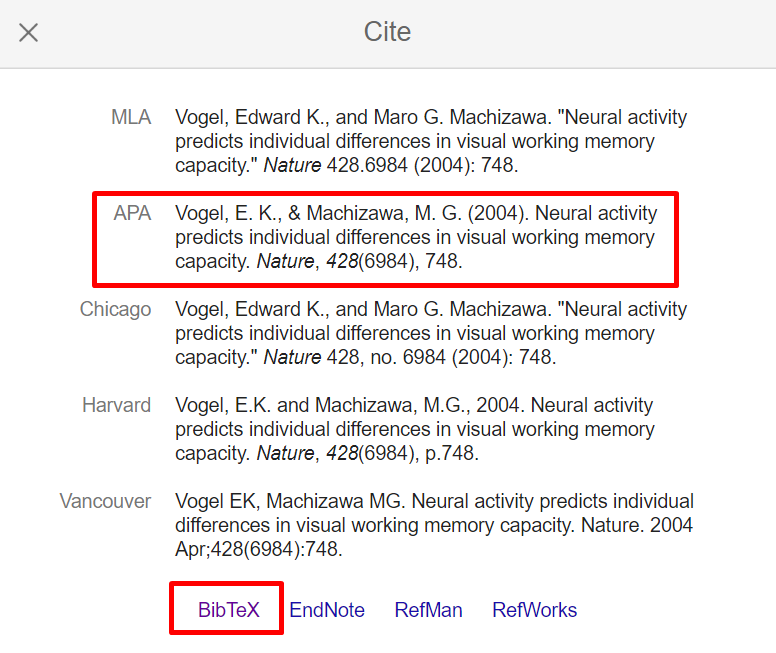 Cite
MLA Vogel, Edward K., and Maro G. Machizawa. "Neural activity
predicts individual differences in visual working memory
capacity." Nature 428.6984 (2004): 748.
APA Vogel, E. K., & Machizawa, M. G. (2004). Neural activity
predicts individual differences in visual working memory
capacity. Nature, 428(6984), 748.
Chicago Vogel, Edward K., and Maro G. Machizawa. "Neural activity
predicts individual differences in visual working memory
capacity." Nature 428, no. 6984 (2004): 748.
Harvard Vogel, E.K. and Machizawa, M.G., 2004. Neural activity
predicts individual differences in visual working memory
capacity. Nature, 428(6984), p.748.
Vancouver Vogel EK, Machizawa MG. Neural activity predicts individual
differences in visual working memory capacity. Nature. 2004
Apr;428(6984):748.
BibTeX EndNote RefMan RefWorks